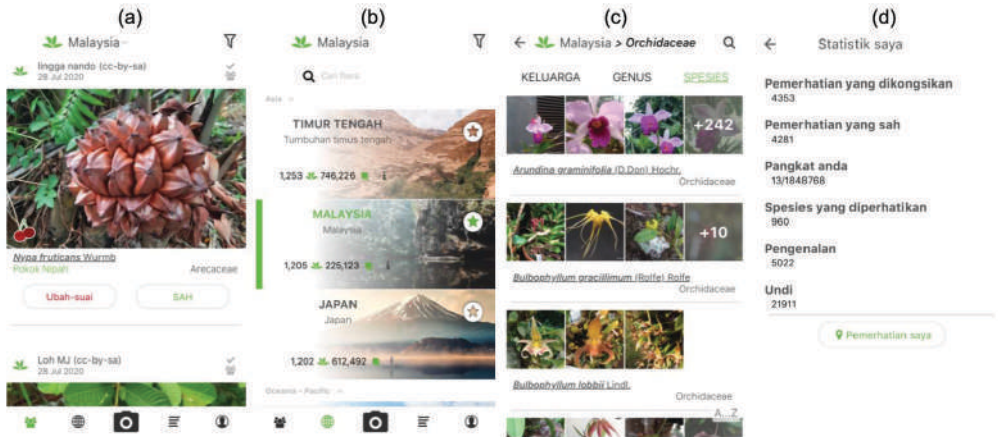 (a)
Malaysia
lingga nando (cc-by-sa)
28 Jul 2020
Nypa fruticans Wurmb
Pokok Nipah
Arecaceae
Ubah-suai
SAH
Loh MJ (cc-by-sa)
28 Jul 2020
(b)
Malaysia
Cari flora
Asia
TIMUR TENGAH
Tumbuhan timus tengah
1,253 746,226
MALAYSIA
Malaysia
1,205 225,123
JAPAN
Japan
1,202 612,492
Oceania - Pacific
(c)
Malaysia > Orchidaceae
KELUARGA GENUS SPESIES
+242
Arundina graminifolia (D.Don) Hochr.
Orchidaceae
+10
Bulbophyllum gracillimum (Rolfe) Rolfe
Orchidaceae
Bulbophyllum lobbii Lindl.
Orchidaceae
A...Z
(d)
Statistik saya
Pemerhatian yang dikongsikan
4353
Pemerhatian yang sah
4281
Pangkat anda
13/1848768
Spesies yang diperhatikan
960
Pengenalan
5022
Undi
21911
Pemerhatian saya